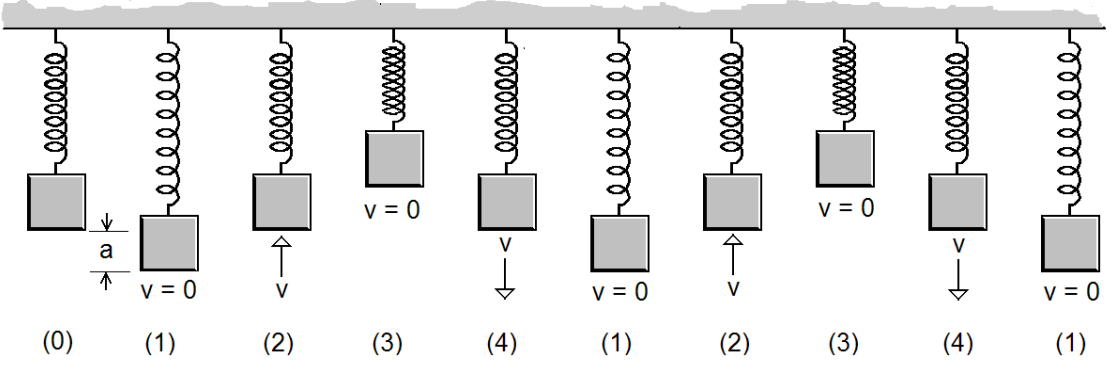 a
v = 0
v
v = 0
v
v = 0
v
v = 0
v
v = 0
(0) (1) (2) (3) (4) (1) (2) (3) (4) (1)